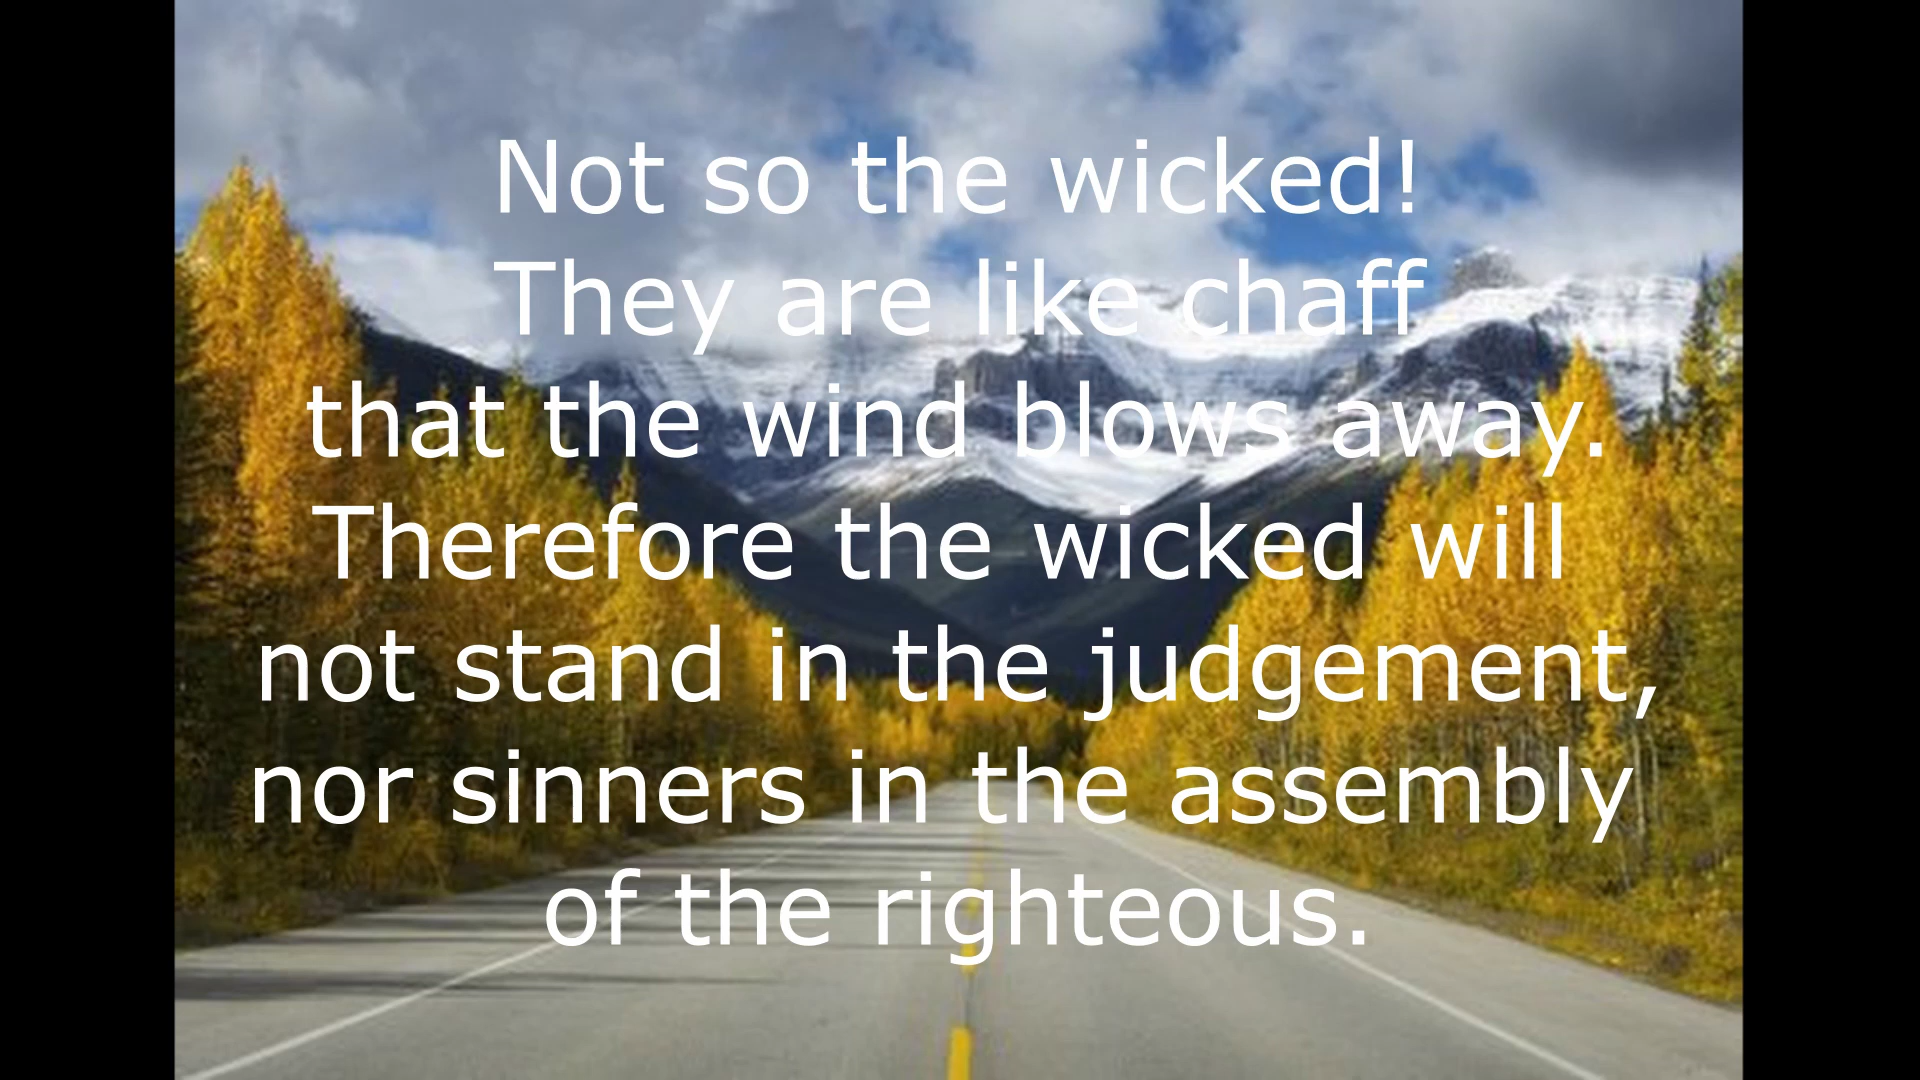 Not so the wicked!
They are like chaff
that the wind blows away.
Therefore the wicked will
not stand in the judgement,
nor sinners in the assembly
of the righteous.